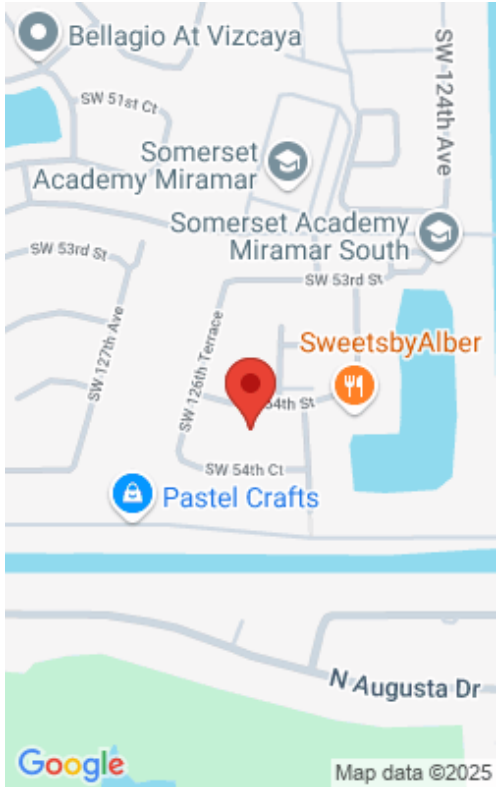 Bellagio At Vizcaya
SW 51st Ct
SW 124th Ave
Somerset
Academy Miramar
Somerset Academy
Miramar South
SW 53rd St
SW 53rd St
SW 127th Ave
SW 126th Terrace
SweetsbyAlber
54th St
SW 54th Ct
Pastel Crafts
N Augusta Dr
Google
Map data ©2025